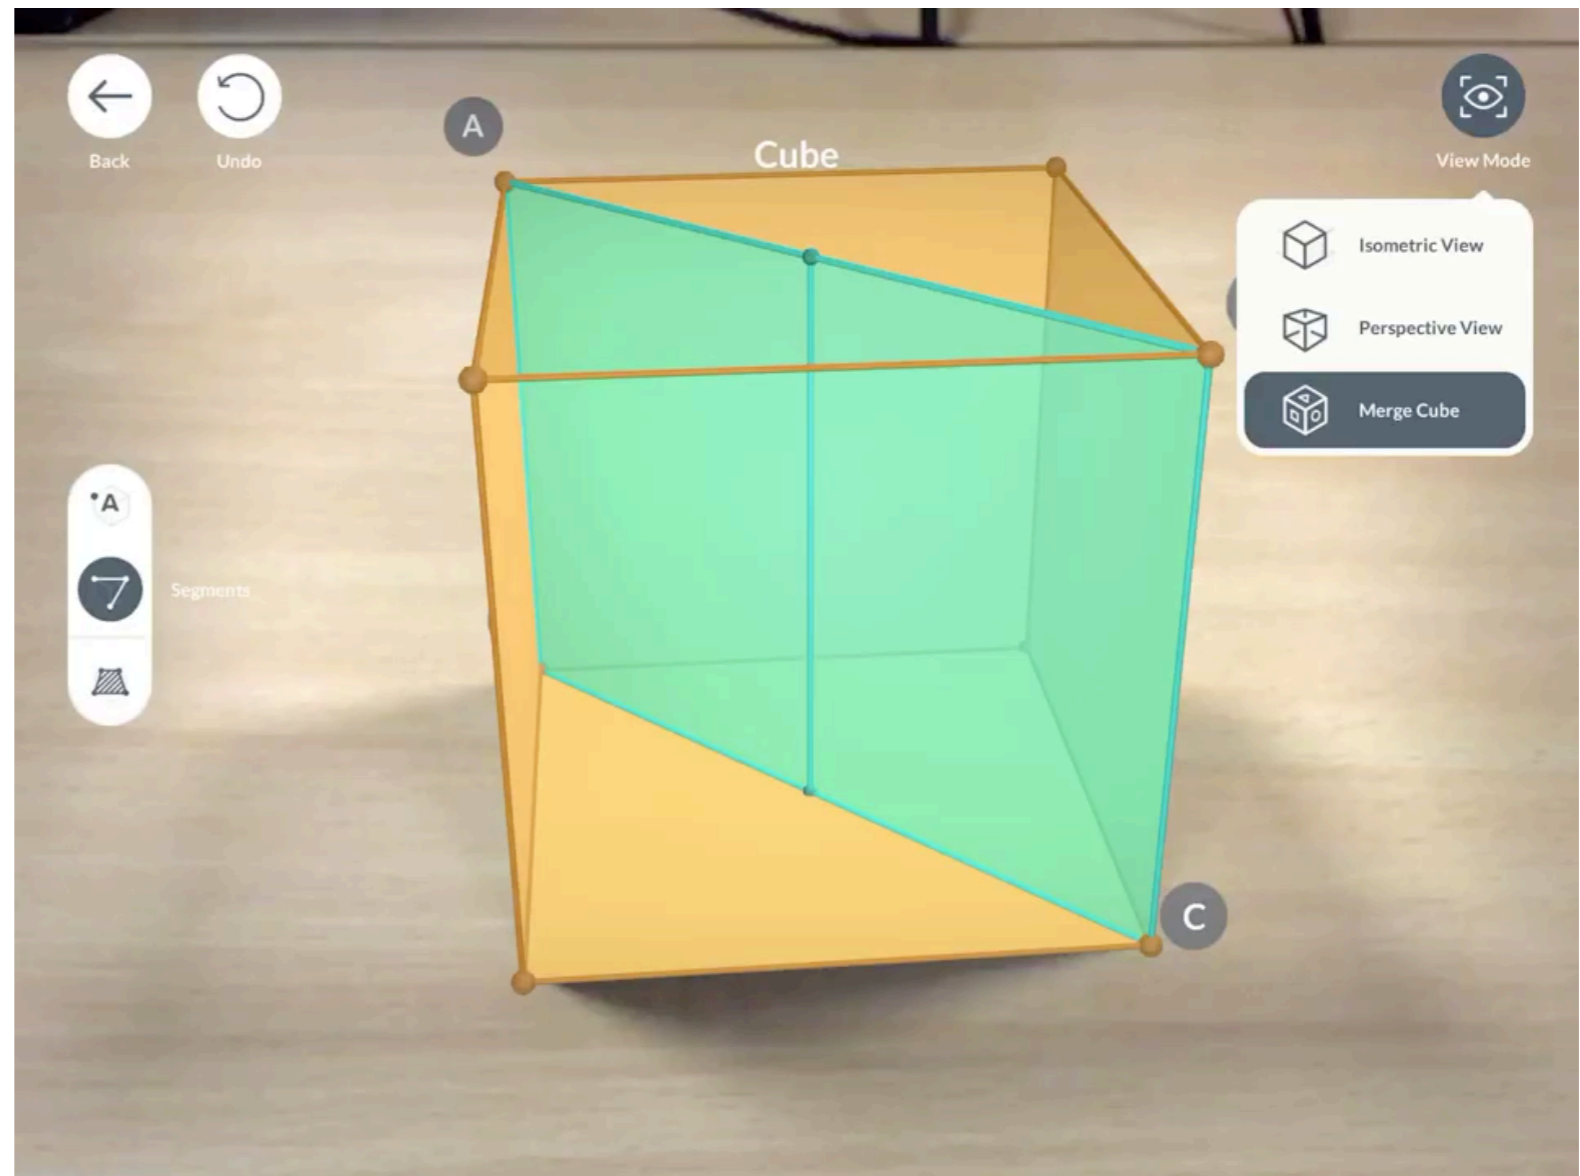 A
Cube
Back
Undo
View Mode
Isometric View
Perspective View
Merge Cube
A
Segments
C